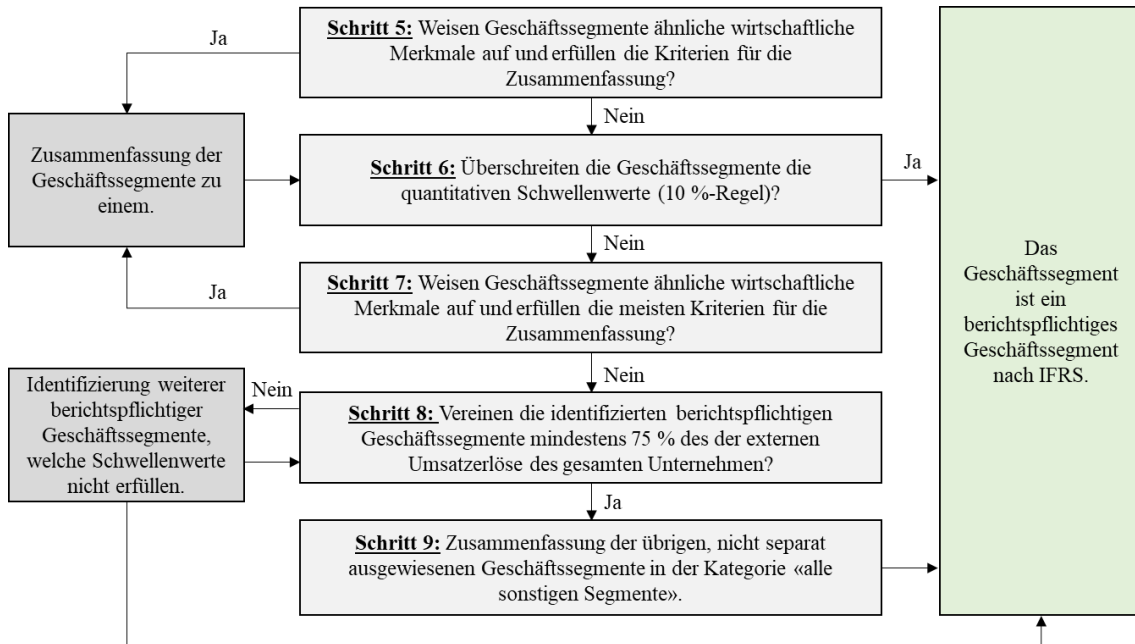 Schritt 5: Weisen Geschäftssegmente ähnliche wirtschaftliche
Merkmale auf und erfüllen die Kriterien für die
Zusammenfassung?
Ja
Nein
Zusammenfassung der
Geschäftssegmente zu
einem.
Schritt 6: Überschreiten die Geschäftssegmente die
quantitativen Schwellenwerte (10 %-Regel)?
Ja
Nein
Schritt 7: Weisen Geschäftssegmente ähnliche wirtschaftliche
Merkmale auf und erfüllen die meisten Kriterien für die
Zusammenfassung?
Ja
Nein
Identifizierung weiterer
berichtspflichtiger
Geschäftssegmente,
welche Schwellenwerte
nicht erfüllen.
Nein
Schritt 8: Vereinen die identifizierten berichtspflichtigen
Geschäftssegmente mindestens 75 % des der externen
Umsatzerlöse des gesamten Unternehmen?
Ja
Schritt 9: Zusammenfassung der übrigen, nicht separat
ausgewiesenen Geschäftssegmente in der Kategorie «alle
sonstigen Segmente».
Das
Geschäftssegment
ist ein
berichtspflichtiges
Geschäftssegment
nach IFRS.